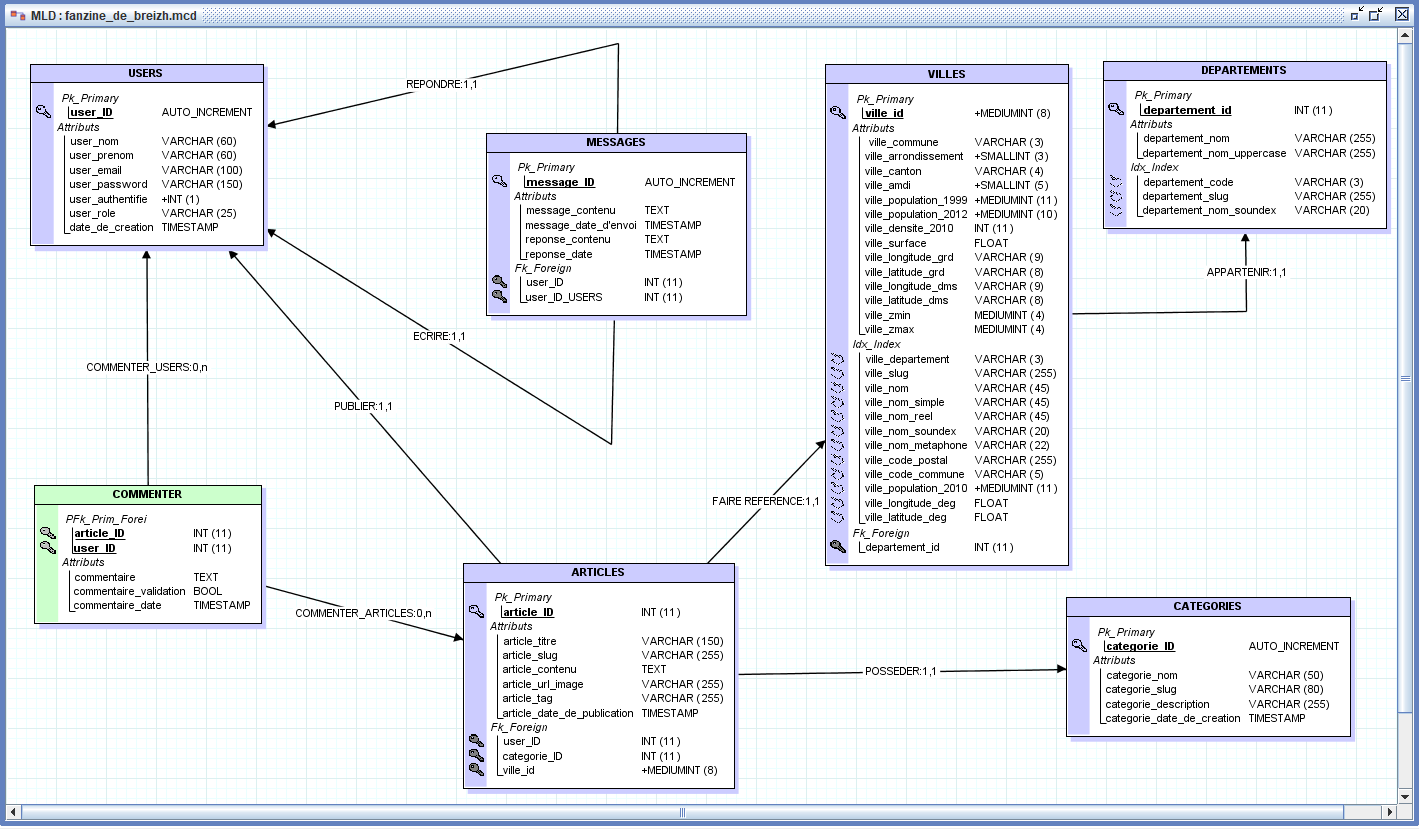 MLD : fanzine_de_breizh.mcd
USERS
Pk_Primary
user_ID AUTO_INCREMENT
Attributs
user_nom VARCHAR (60)
user_prenom VARCHAR (60)
user_email VARCHAR (100)
user_password VARCHAR (150)
user_authentifie +INT (1)
user_role VARCHAR (25)
date_de_creation TIMESTAMP
REPONDRE:1,1
MESSAGES
Pk_Primary
message_ID AUTO_INCREMENT
Attributs
message_contenu TEXT
message_date_d'envoi TIMESTAMP
reponse_contenu TEXT
reponse_date TIMESTAMP
Fk_Foreign
user_ID INT (11)
user_ID_USERS INT (11)
VILLES
Pk_Primary
ville_id +MEDIUMINT (8)
Attributs
ville_commune VARCHAR (3)
ville_arrondissement +SMALLINT (3)
ville_canton VARCHAR (4)
ville_amdi +SMALLINT (5)
ville_population_1999 +MEDIUMINT (11)
ville_population_2012 +MEDIUMINT (10)
ville_densite_2010 INT (11)
ville_surface FLOAT
ville_longitude_grd VARCHAR (9)
ville_latitude_grd VARCHAR (8)
ville_longitude_dms VARCHAR (9)
ville_latitude_dms VARCHAR (8)
ville_zmin MEDIUMINT (4)
ville_zmax MEDIUMINT (4)
Idx_Index
ville_departement VARCHAR (3)
ville_slug VARCHAR (255)
ville_nom VARCHAR (45)
ville_nom_simple VARCHAR (45)
ville_nom_reel VARCHAR (45)
ville_nom_soundex VARCHAR (20)
ville_nom_metaphone VARCHAR (22)
ville_code_postal VARCHAR (255)
ville_code_commune VARCHAR (5)
ville_population_2010 +MEDIUMINT (11)
ville_longitude_deg FLOAT
ville_latitude_deg FLOAT
Fk_Foreign
departement_id INT (11)
DEPARTEMENTS
Pk_Primary
departement_id INT (11)
Attributs
departement_nom VARCHAR (255)
departement_nom_uppercase VARCHAR (255)
Idx_Index
departement_code VARCHAR (3)
departement_slug VARCHAR (255)
departement_nom_soundex VARCHAR (20)
APPARTENIR:1,1
ECRIRE:1,1
COMMENTER_USERS:0,n
PUBLIER:1,1
FAIRE REFERENCE:1,1
COMMENTER
PFk_Prim_Forei
article_ID INT (11)
user_ID INT (11)
Attributs
commentaire TEXT
commentaire_validation BOOL
commentaire_date TIMESTAMP
COMMENTER_ARTICLES:0,n
ARTICLES
Pk_Primary
article_ID INT (11)
Attributs
article_titre VARCHAR (150)
article_slug VARCHAR (255)
article_contenu TEXT
article_url_image VARCHAR (255)
article_tag VARCHAR (255)
article_date_de_publication TIMESTAMP
Fk_Foreign
user_ID INT (11)
categorie_ID INT (11)
ville_id +MEDIUMINT (8)
POSSEDER:1,1
CATEGORIES
Pk_Primary
categorie_ID AUTO_INCREMENT
Attributs
categorie_nom VARCHAR (50)
categorie_slug VARCHAR (80)
categorie_description VARCHAR (255)
categorie_date_de_creation TIMESTAMP